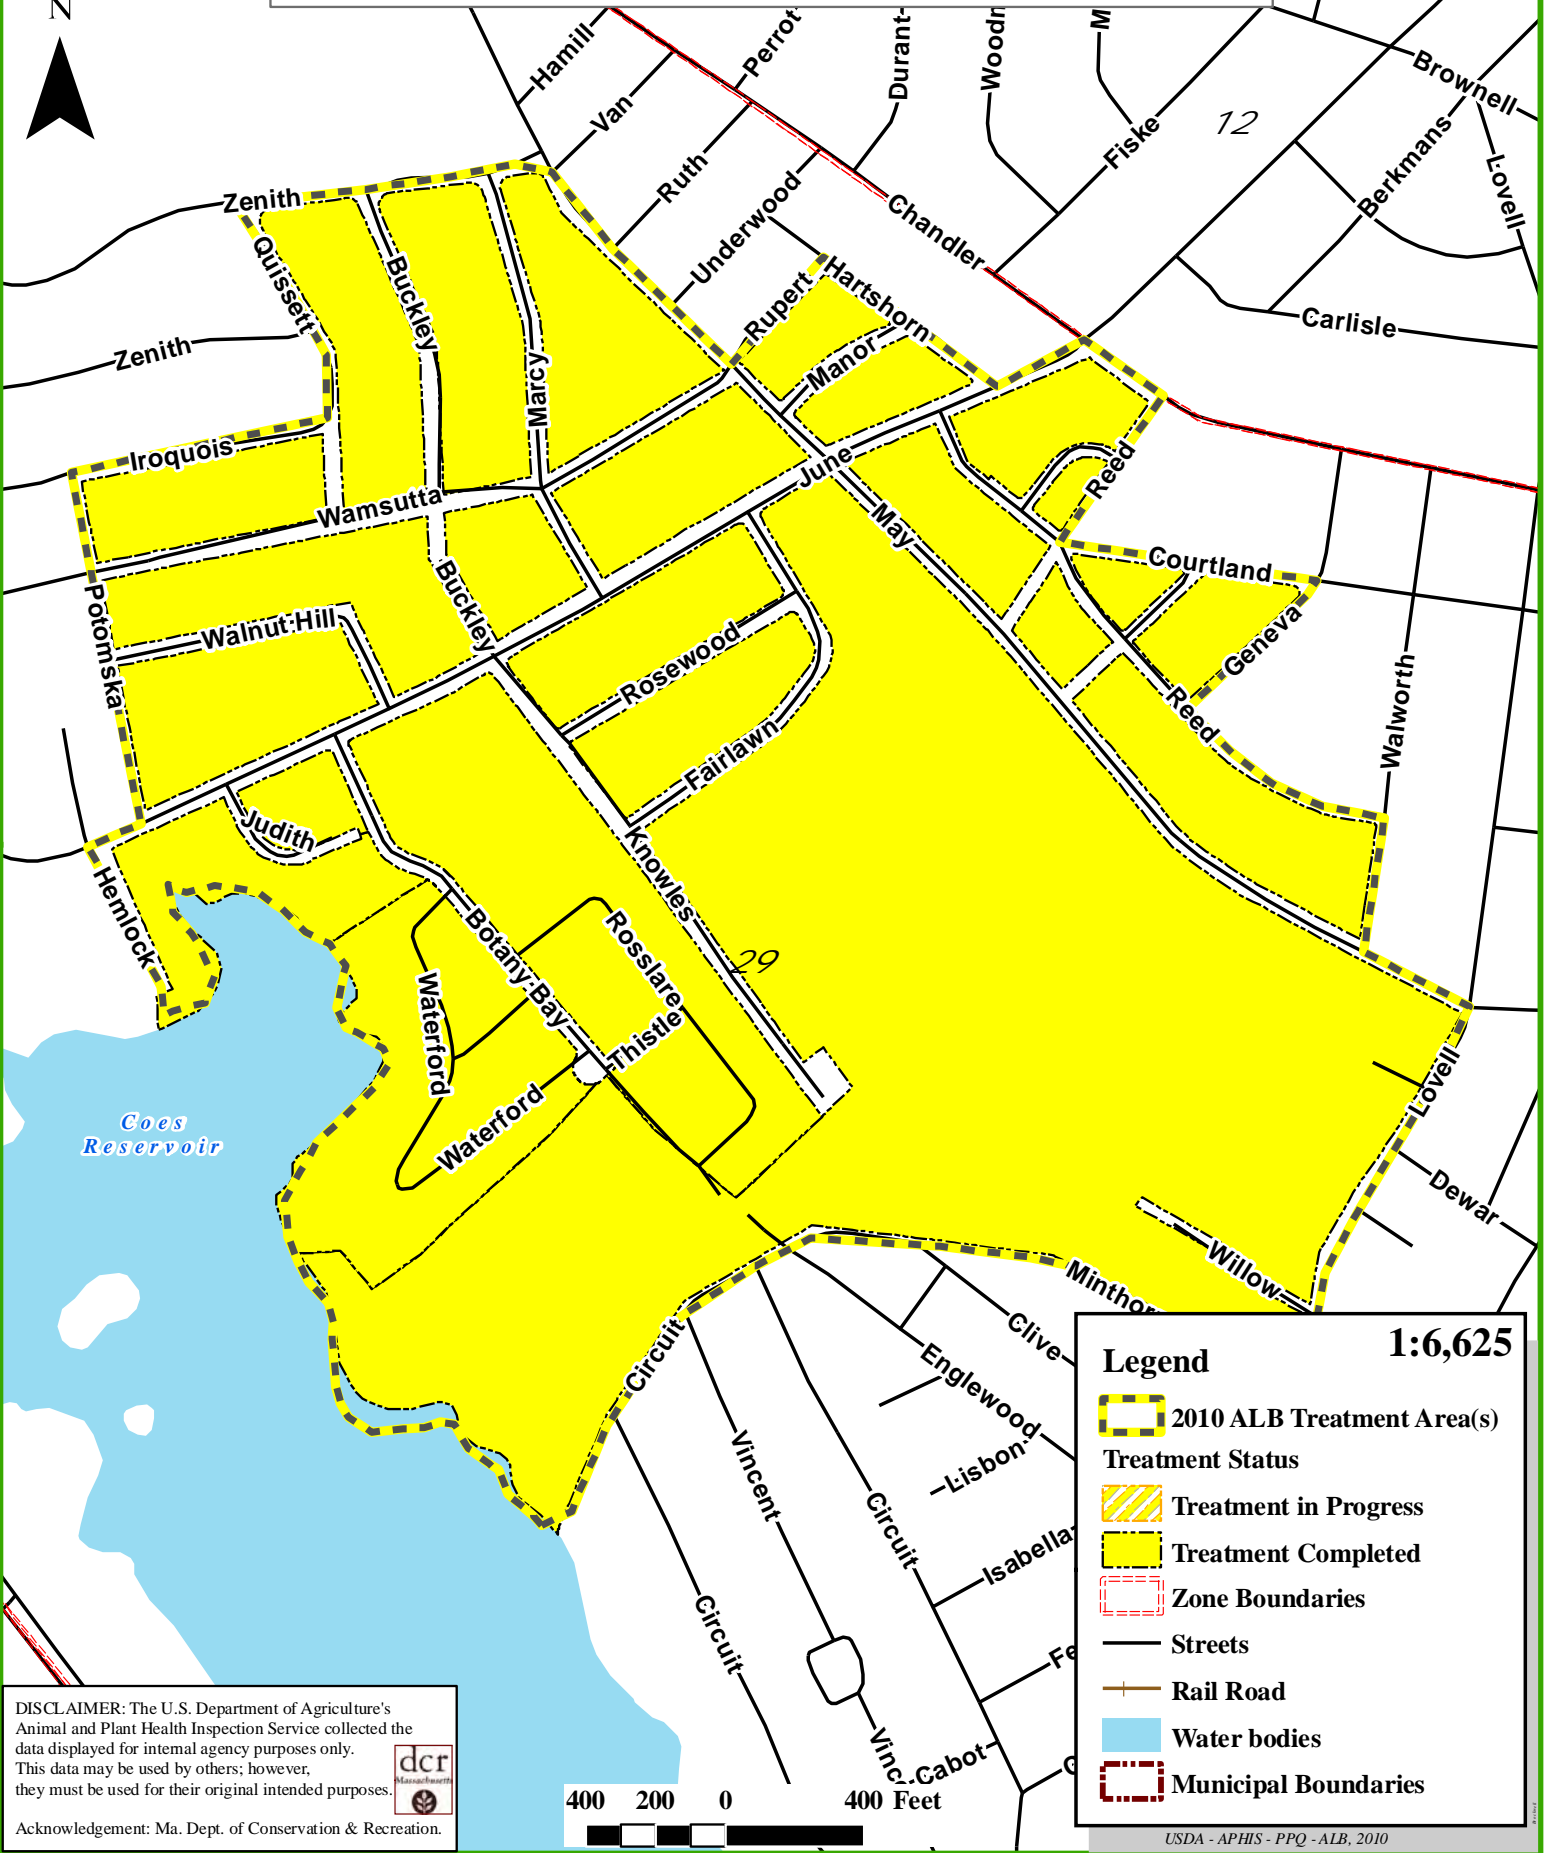 N
Hamill
Van
Perrot
Durant
Woodr
M
Brownell
12
Fiske
Berkmans
Lovell
Ruth
Underwood
Chandler
Zenith
Quissett
Buckley
Marcy
Rupert
Hartshorn
Manor
Carlisle
Zenith
Iroquois
Wamsutta
June
May
Reed
Courtland
Geneva
Potomska
Walnut Hill
Buckley
Rosewood
Fairlawn
Reed
Walworth
Judith
Hemlock
Knowles
29
Botany Bay
Rosslare
Waterford
Thistle
Waterford
Coes
Reservoir
Lovell
Dewar
Willow
Minthor
Circuit
Clive
Englewood
Lisbon
Vincent
Circuit
Isabella
Circuit
Fe
Vinc
Cabot
1:6,625
Legend
2010 ALB Treatment Area(s)
Treatment Status
Treatment in Progress
Treatment Completed
Zone Boundaries
Streets
Rail Road
Water bodies
Municipal Boundaries
DISCLAIMER: The U.S. Department of Agriculture's
Animal and Plant Health Inspection Service collected the
data displayed for internal agency purposes only.
This data may be used by others; however,
they must be used for their original intended purposes.
dcr
Massachusetts
Acknowledgement: Ma. Dept. of Conservation & Recreation.
400 200 0 400 Feet
USDA - APHIS - PPQ - ALB, 2010